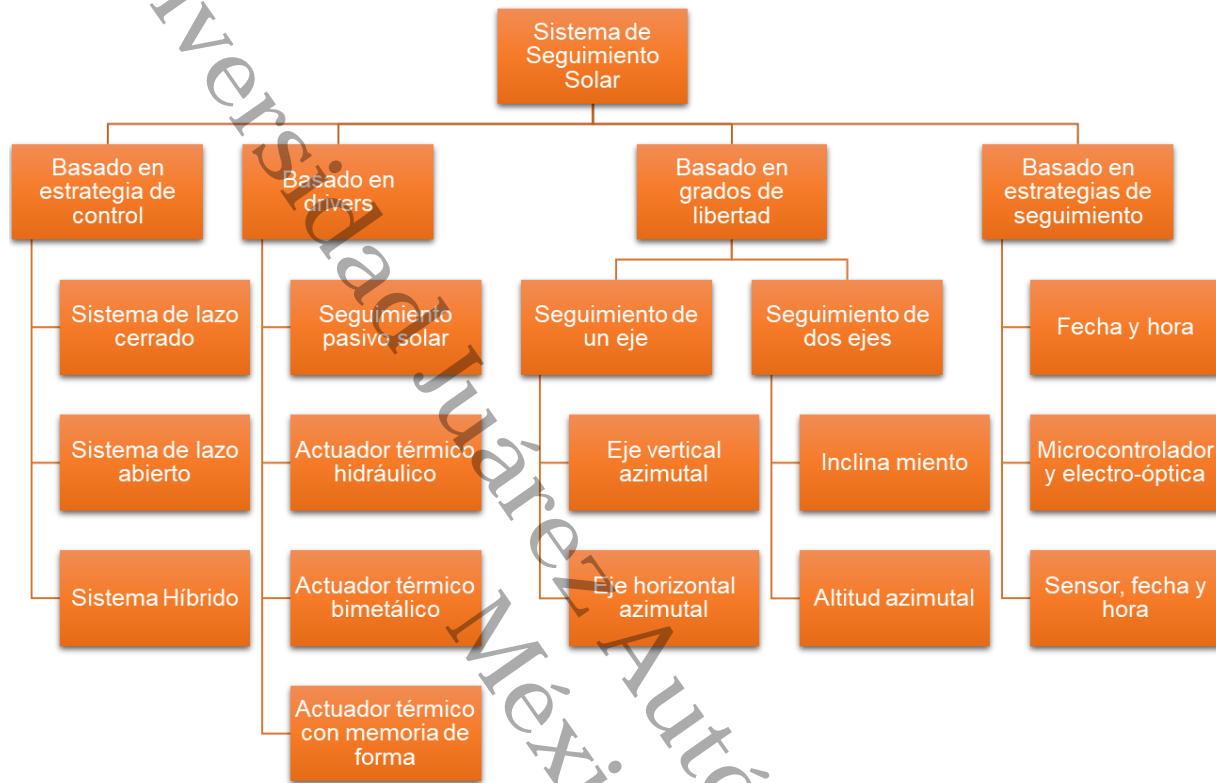 Sistema de
Seguimiento
Solar
Basado en
estrategia de
control
Sistema de lazo
cerrado
Sistema de lazo
abierto
Sistema Híbrido
Basado en
drivers
Seguimiento
pasivo solar
Actuador térmico
hidráulico
Actuador térmico
bimetálico
Actuador térmico
con memoria de
forma
Basado en
grados de
libertad
Seguimiento de
un eje
Eje vertical
azimutal
Eje horizontal
azimutal
Seguimiento de
dos ejes
Inclina miento
Altitud azimutal
Basado en
estrategias de
seguimiento
Fecha y hora
Microcontrolador
y electro-óptica
Sensor, fecha y
hora
Juárez